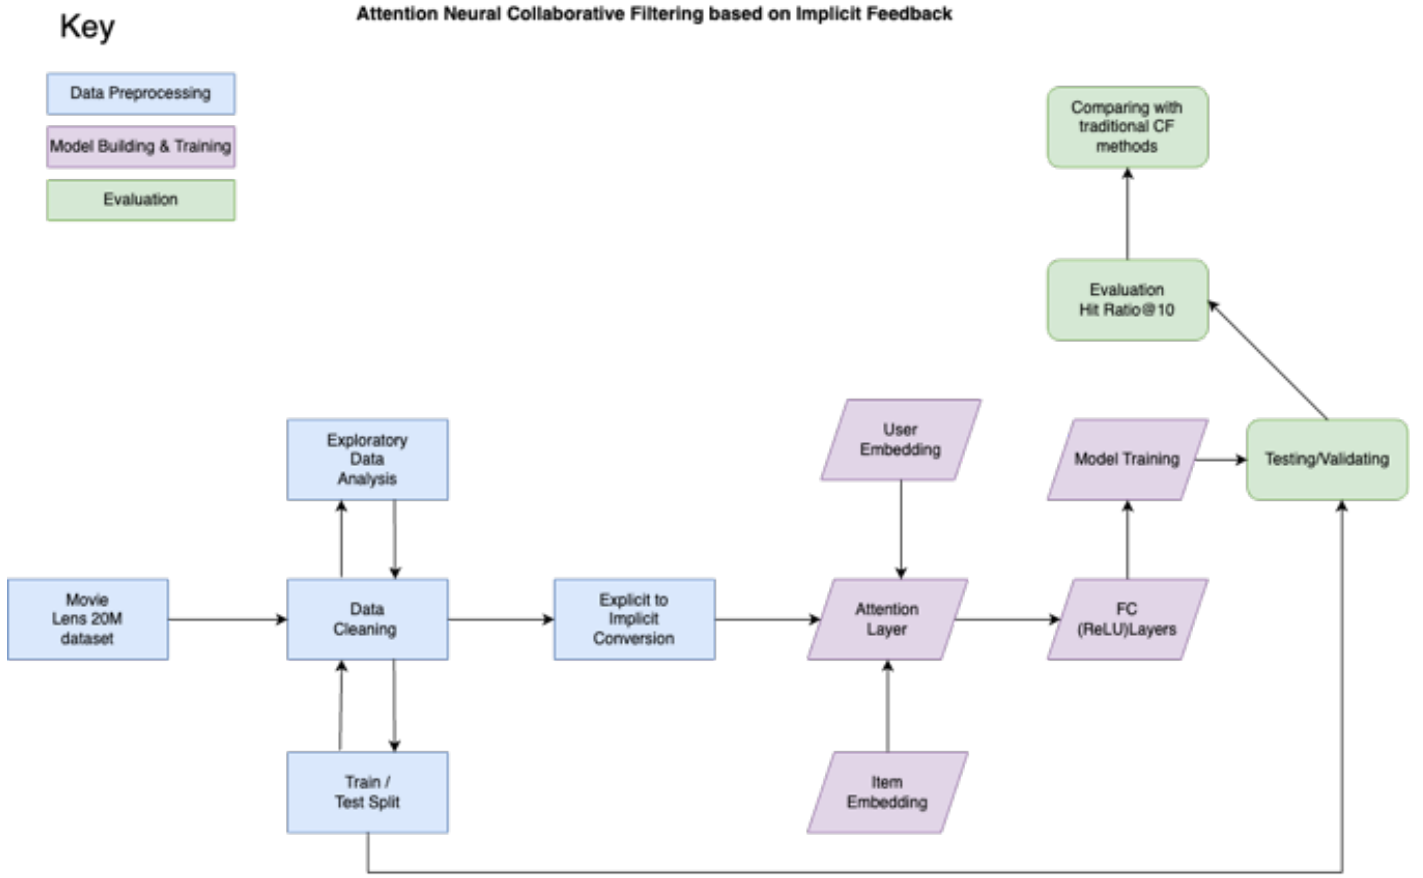 Attention Neural Collaborative Filtering based on Implicit Feedback
Key
Data Preprocessing
Model Building & Training
Evaluation
Comparing with
traditional CF
methods
Evaluation
Hit Ratio@10
User
Embedding
Model Training
Testing/Validating
Exploratory
Data
Analysis
Movie
Lens 20M
dataset
Data
Cleaning
Explicit to
Implicit
Conversion
Attention
Layer
FC
(ReLU)Layers
Train /
Test Split
Item
Embedding